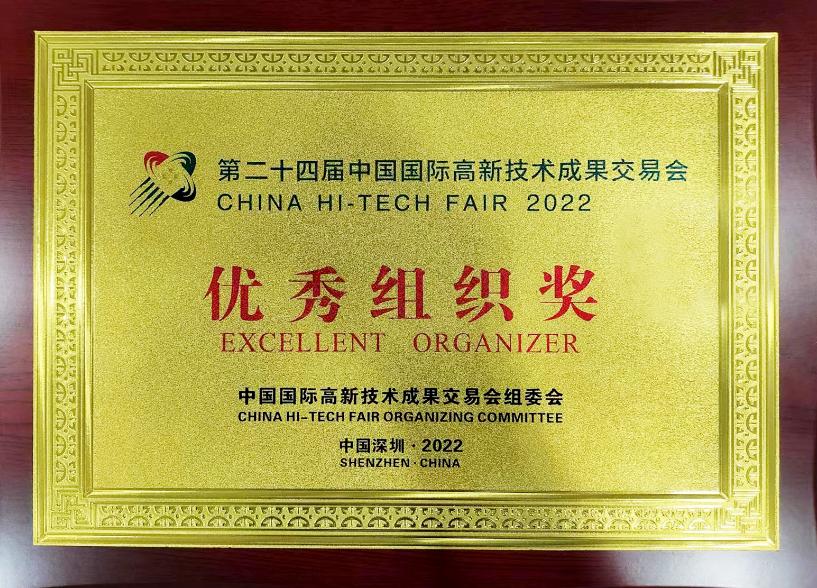 第二十四届中国国际高新技术成果交易会
CHINA HI-TECH FAIR 2022
优秀组织奖
EXCELLENT ORGANIZER
中国国际高新技术成果交易会组委会
CHINA HI-TECH FAIR ORGANIZING COMMITTEE
中国深圳·2022
SHENZHEN·CHINA